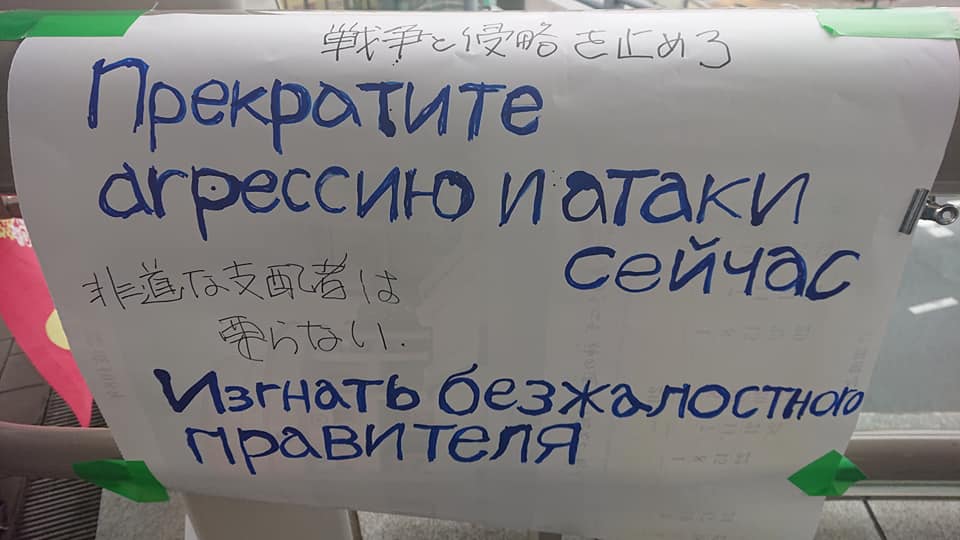 戦争と侵略を止めろ
Прекратите
агрессию и атаки
сейчас
非道な支配者は
要らない.
Изгнать безжалостного
правителя